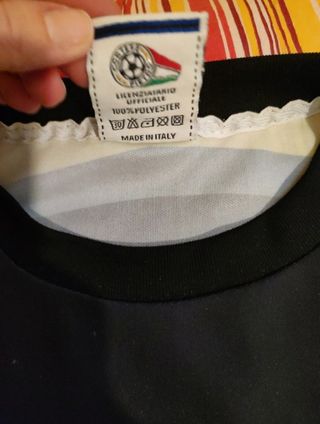 LICENZIATARIO
UFFICIALE
100%POLYESTER
MADE IN ITALY